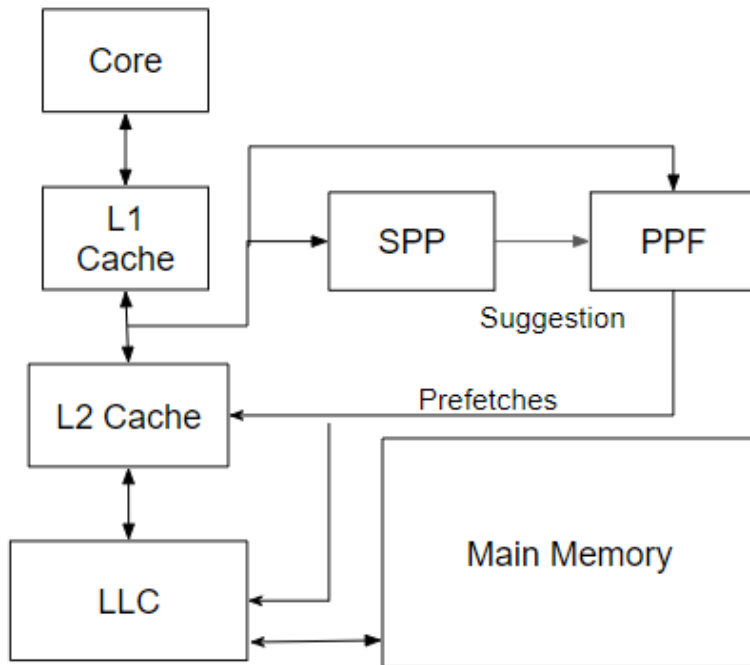 Core
L1
Cache
SPP
PPF
Suggestion
L2 Cache
Prefetches
LLC
Main Memory